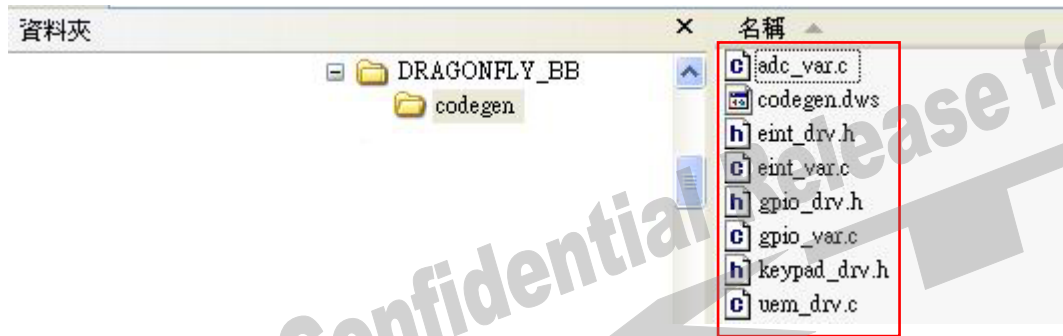 資料夾
× 名稱
DRAGONFLY_BB
codegen
adc_var.c
codegen.dws
eint_drv.h
eint_var.c
gpio_drv.h
gpio_var.c
keypad_drv.h
uem_drv.c
Confidential Release fo